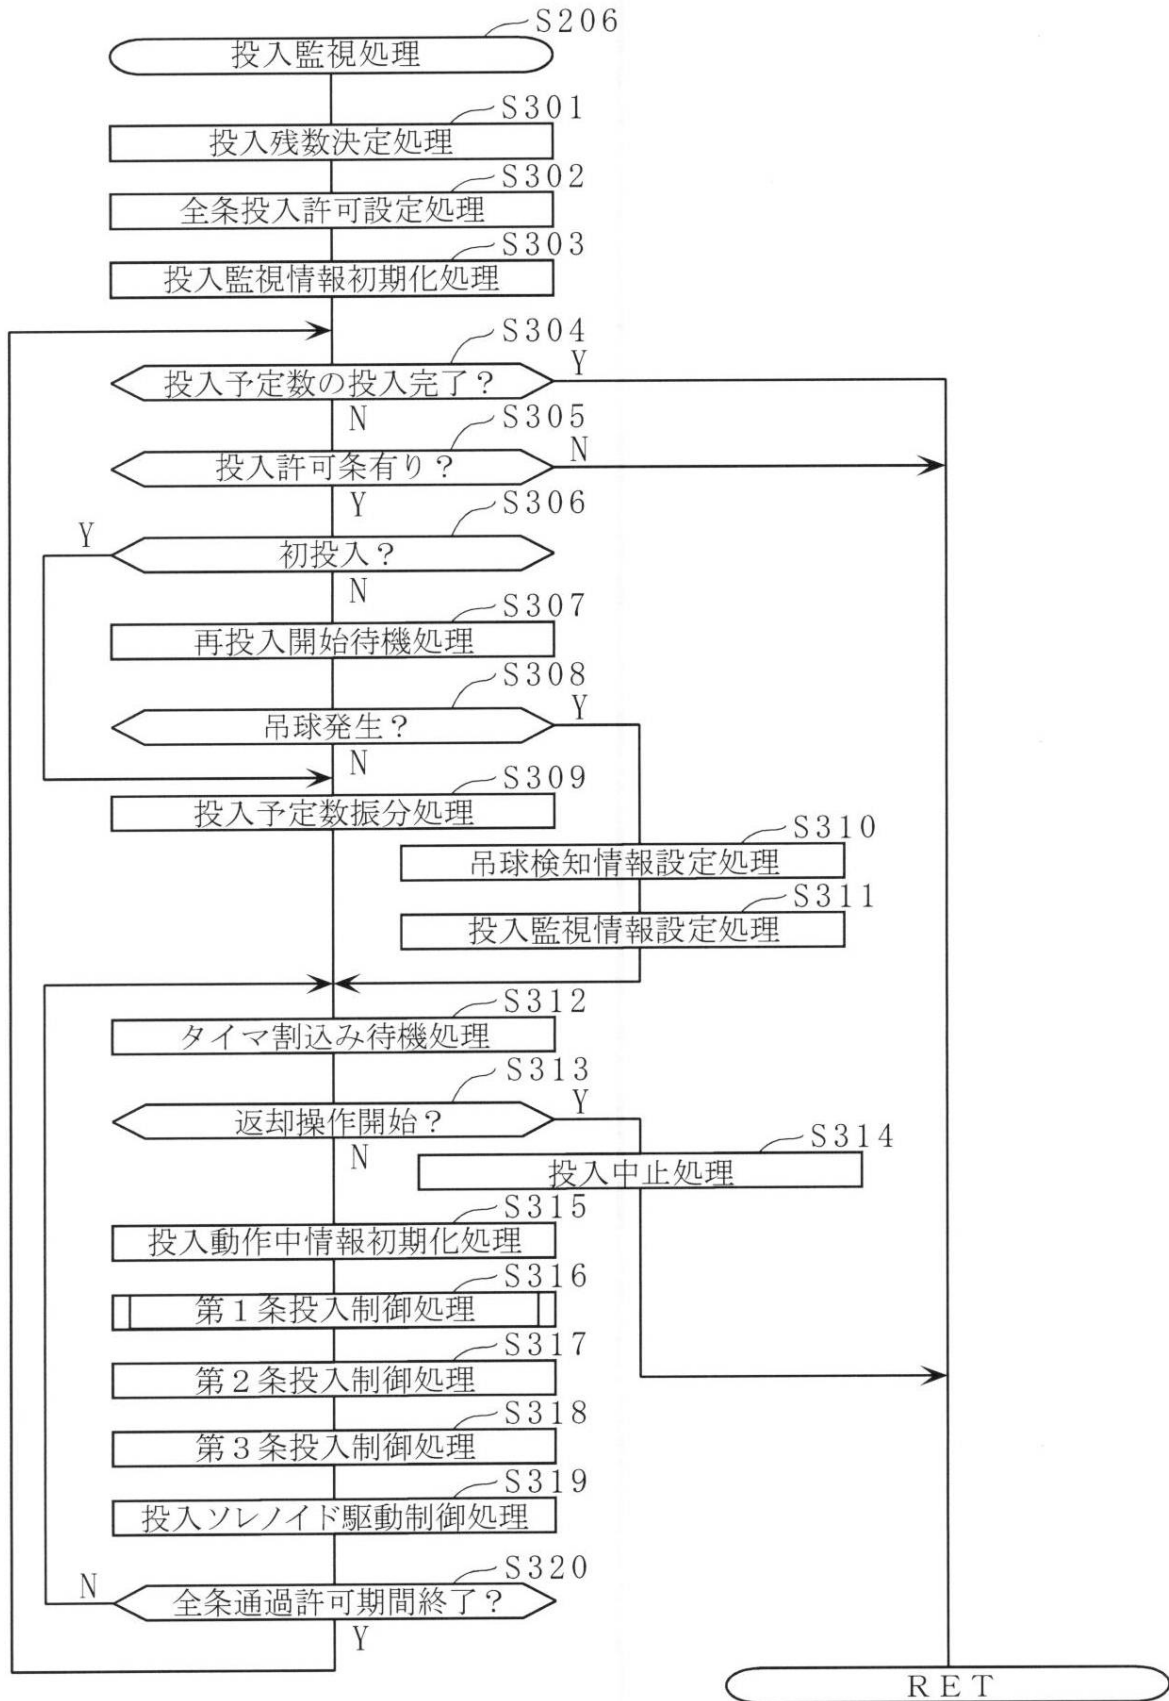 S206
投入監視処理
S301
投入残数決定処理
S302
全条投入許可設定処理
S303
投入監視情報初期化処理
S304
投入予定数の投入完了？
Y
N
S305
投入許可条有り？
N
Y
S306
初投入？
Y
N
S307
再投入開始待機処理
S308
吊球発生？
Y
N
S309
投入予定数振分処理
S310
吊球検知情報設定処理
S311
投入監視情報設定処理
S312
タイマ割込み待機処理
S313
返却操作開始？
Y
N
S314
投入中止処理
S315
投入動作中情報初期化処理
S316
第１条投入制御処理
S317
第２条投入制御処理
S318
第３条投入制御処理
S319
投入ソレノイド駆動制御処理
S320
全条通過許可期間終了？
N
Y
RET